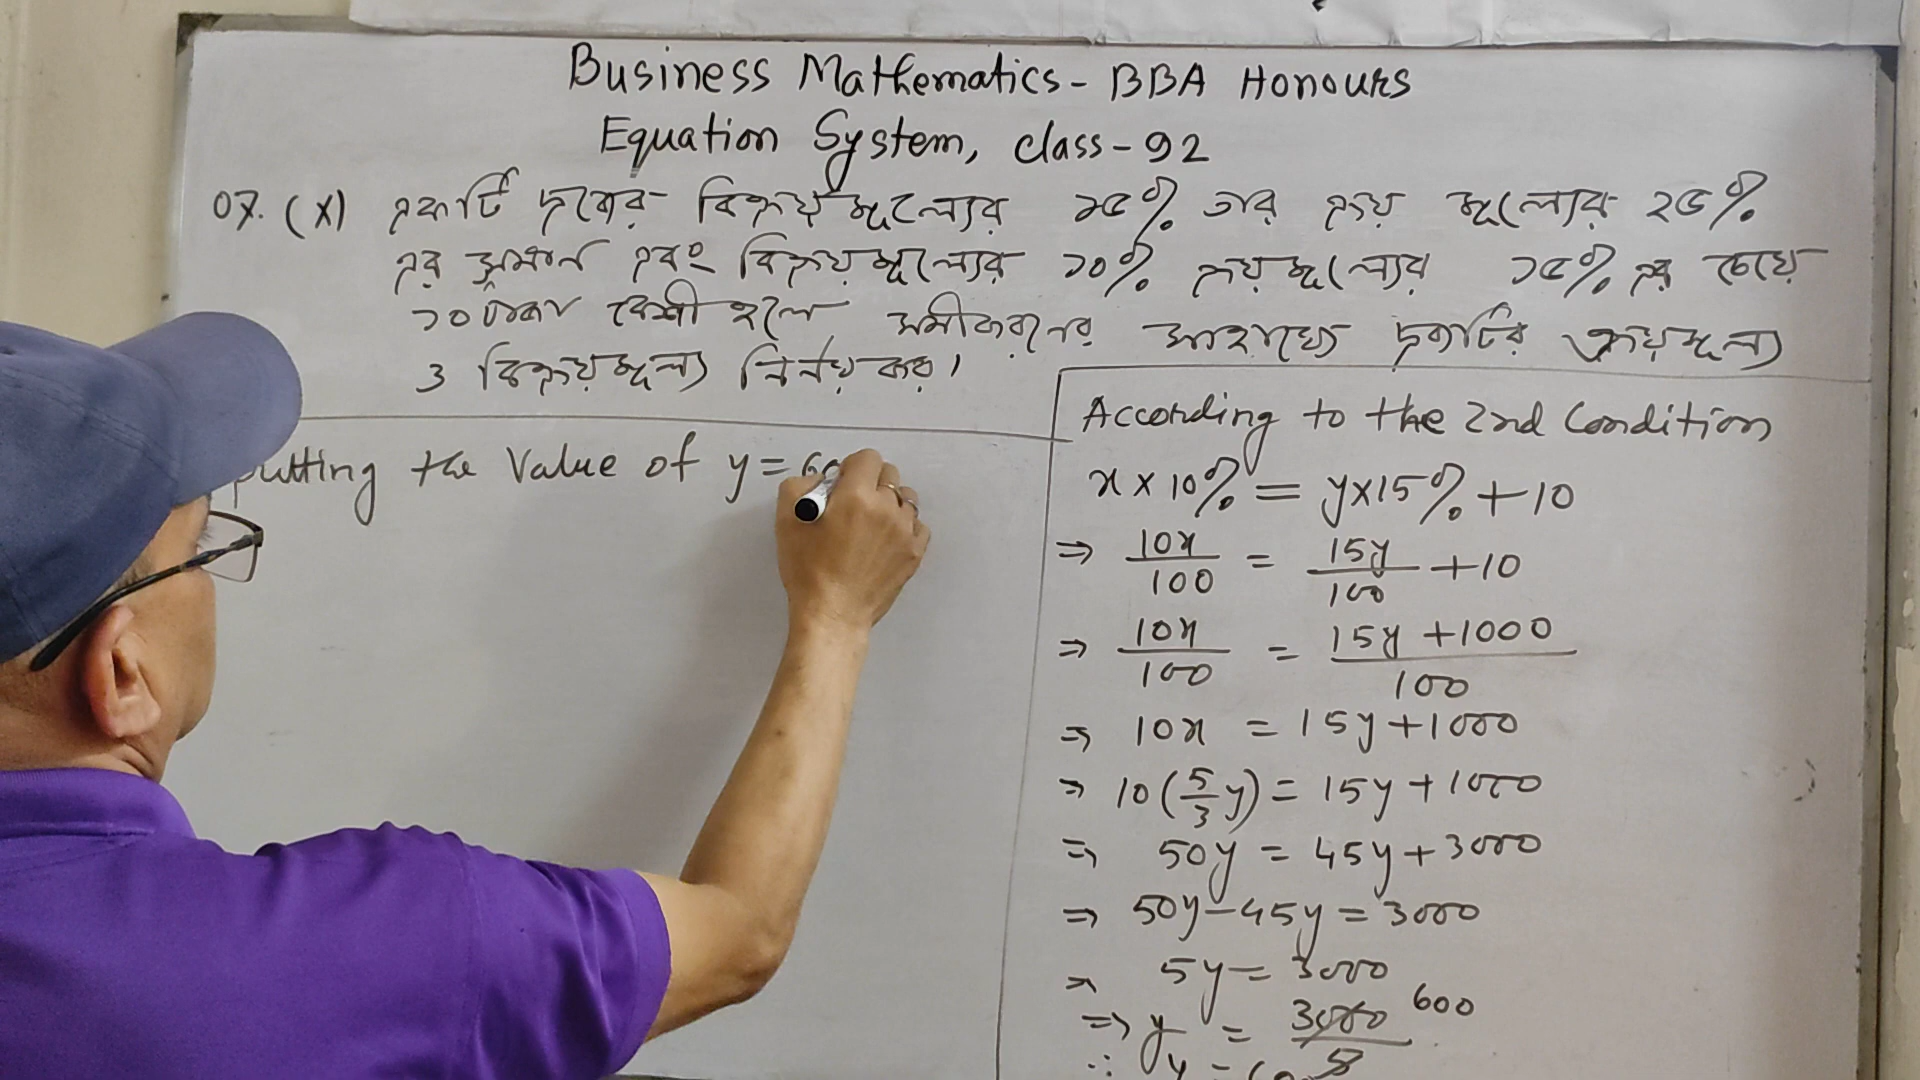 Business Mathematics - BBA Honours
Equation System, class - 92
07. (x) একটি দ্রব্যের বিক্রয়মূল্যের ১৫% তার ক্রয় মূল্যের ২৫%
এর সমান এবং বিক্রয়মূল্যের ১০% ক্রয়মূল্যের ১৫% এর চেয়ে
১০ টাকা বেশী হলে, সমীকরণের সাহায্যে দ্রব্যটির ক্রয়মূল্য
ও বিক্রয়মূল্য নির্ণয় কর।
putting the value of y = 60
According to the 2nd Condition
x × 10% = y×15% + 10
⇒ 10x/100 = 15y/100 + 10
⇒ 10x/100 = (15y + 1000)/100
⇒ 10x = 15y + 1000
⇒ 10(5/3 y) = 15y + 1000
⇒ 50y = 45y + 3000
⇒ 50y - 45y = 3000
⇒ 5y = 3000
⇒ y = 3000/5 600
∴ y =